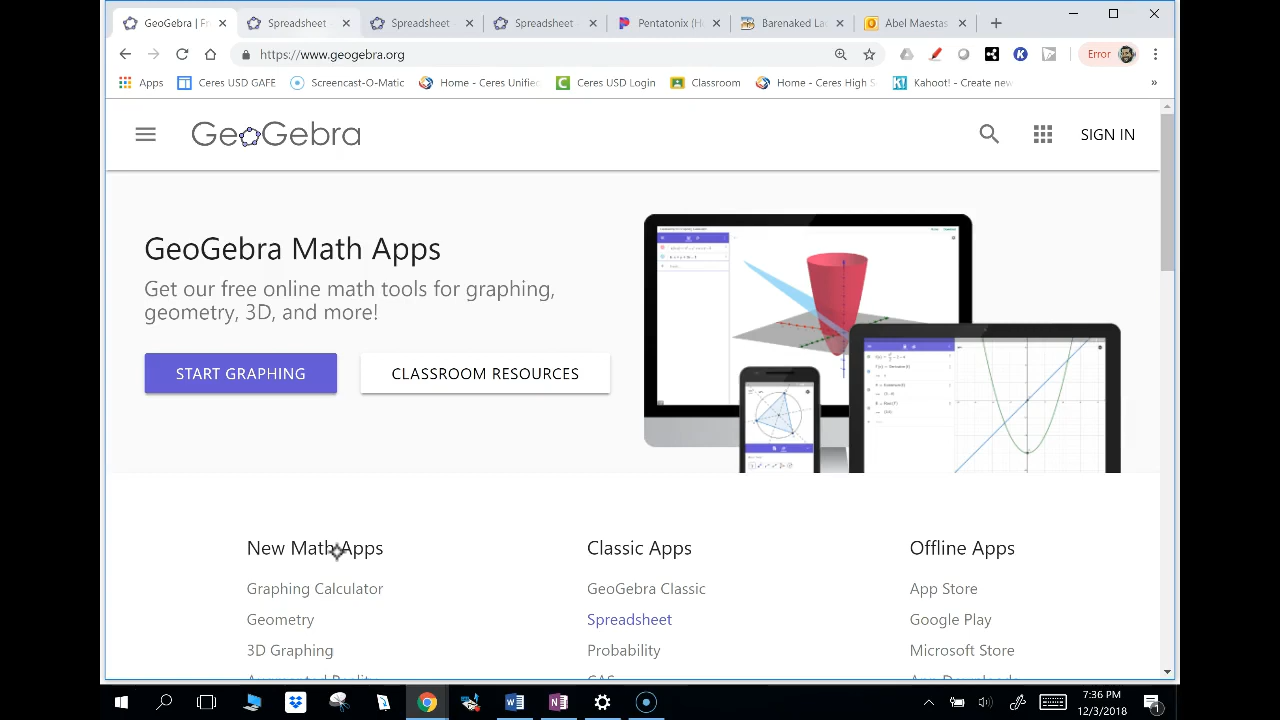 GeoGebra | Fr
Spreadsheet
Spreadsheet
Spreadsheet
Pentatonix (H
Barenaked La
Abel Maestas
https://www.geogebra.org
Error
Apps
Ceres USD GAFE
Screencast-O-Matic
Home - Ceres Unified
Ceres USD Login
Classroom
Home - Ceres High S
Kahoot! - Create new
GeoGebra
SIGN IN
GeoGebra Math Apps
Get our free online math tools for graphing,
geometry, 3D, and more!
START GRAPHING
CLASSROOM RESOURCES
New Math Apps
Classic Apps
Offline Apps
Graphing Calculator
GeoGebra Classic
App Store
Geometry
Spreadsheet
Google Play
3D Graphing
Probability
Microsoft Store
7:36 PM
12/3/2018